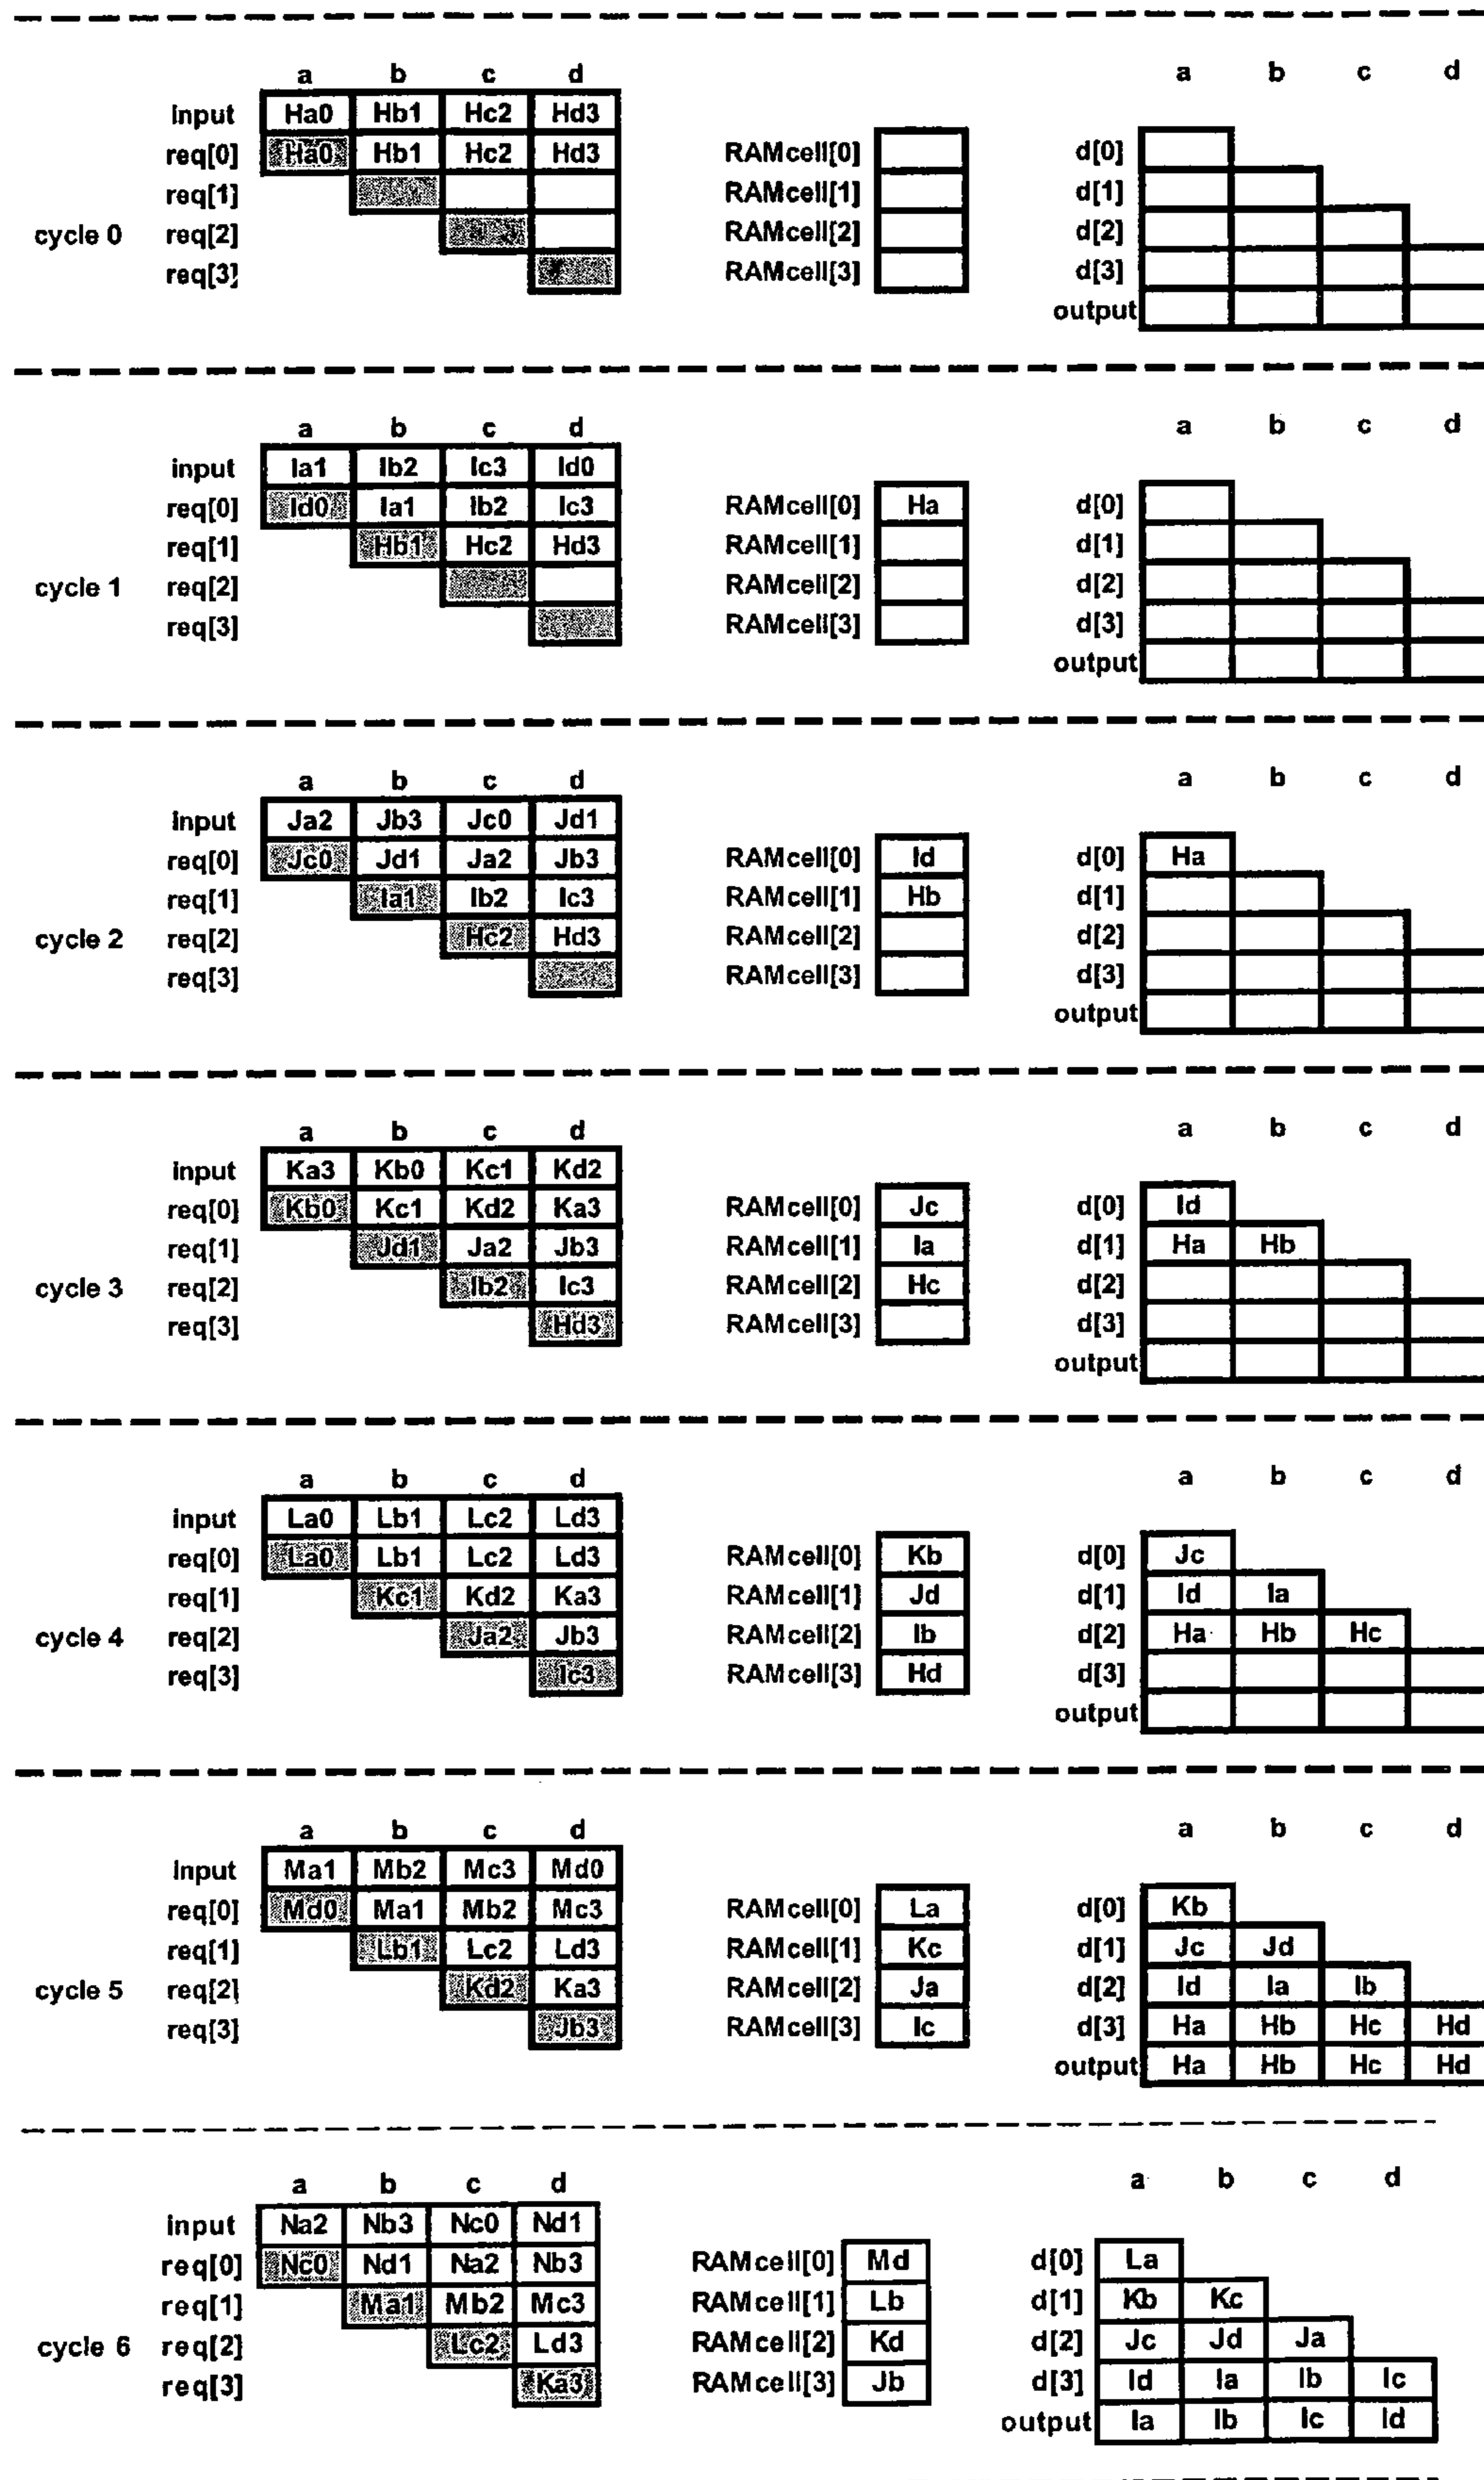 a b c d a b c d
input Ha0 Hb1 Hc2 Hd3
req[0] Ha0 Hb1 Hc2 Hd3 RAMcell[0] d[0]
req[1] RAMcell[1] d[1]
cycle 0 req[2] RAMcell[2] d[2]
req[3] RAMcell[3] d[3]
output
a b c d a b c d
input Ia1 Ib2 Ic3 Id0
req[0] Id0 Ia1 Ib2 Ic3 RAMcell[0] Ha d[0]
req[1] Hb1 Hc2 Hd3 RAMcell[1] d[1]
cycle 1 req[2] RAMcell[2] d[2]
req[3] RAMcell[3] d[3]
output
a b c d a b c d
input Ja2 Jb3 Jc0 Jd1
req[0] Jc0 Jd1 Ja2 Jb3 RAMcell[0] Id d[0] Ha
req[1] Ia1 Ib2 Ic3 RAMcell[1] Hb d[1]
cycle 2 req[2] Hc2 Hd3 RAMcell[2] d[2]
req[3] RAMcell[3] d[3]
output
a b c d a b c d
input Ka3 Kb0 Kc1 Kd2
req[0] Kb0 Kc1 Kd2 Ka3 RAMcell[0] Jc d[0] Id
req[1] Jd1 Ja2 Jb3 RAMcell[1] Ia d[1] Ha Hb
cycle 3 req[2] Ib2 Ic3 RAMcell[2] Hc d[2]
req[3] Hd3 RAMcell[3] d[3]
output
a b c d a b c d
input La0 Lb1 Lc2 Ld3
req[0] La0 Lb1 Lc2 Ld3 RAMcell[0] Kb d[0] Jc
req[1] Kc1 Kd2 Ka3 RAMcell[1] Jd d[1] Id Ia
cycle 4 req[2] Ja2 Jb3 RAMcell[2] Ib d[2] Ha Hb Hc
req[3] Ic3 RAMcell[3] Hd d[3]
output
a b c d a b c d
input Ma1 Mb2 Mc3 Md0
req[0] Md0 Ma1 Mb2 Mc3 RAMcell[0] La d[0] Kb
req[1] Lb1 Lc2 Ld3 RAMcell[1] Kc d[1] Jc Jd
cycle 5 req[2] Kd2 Ka3 RAMcell[2] Ja d[2] Id Ia Ib
req[3] Jb3 RAMcell[3] Ic d[3] Ha Hb Hc Hd
output Ha Hb Hc Hd
a b c d a b c d
input Na2 Nb3 Nc0 Nd1
req[0] Nc0 Nd1 Na2 Nb3 RAMcell[0] Md d[0] La
req[1] Ma1 Mb2 Mc3 RAMcell[1] Lb d[1] Kb Kc
cycle 6 req[2] Lc2 Ld3 RAMcell[2] Kd d[2] Jc Jd Ja
req[3] Ka3 RAMcell[3] Jb d[3] Id Ia Ib Ic
output Ia Ib Ic Id